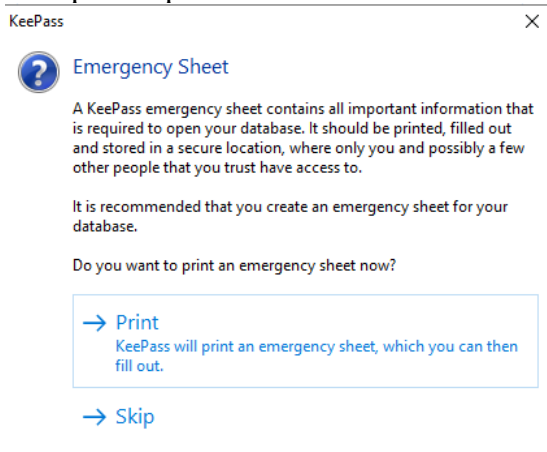 KeePass
Emergency Sheet
A KeePass emergency sheet contains all important information that
is required to open your database. It should be printed, filled out
and stored in a secure location, where only you and possibly a few
other people that you trust have access to.
It is recommended that you create an emergency sheet for your
database.
Do you want to print an emergency sheet now?
Print
KeePass will print an emergency sheet, which you can then
fill out.
Skip